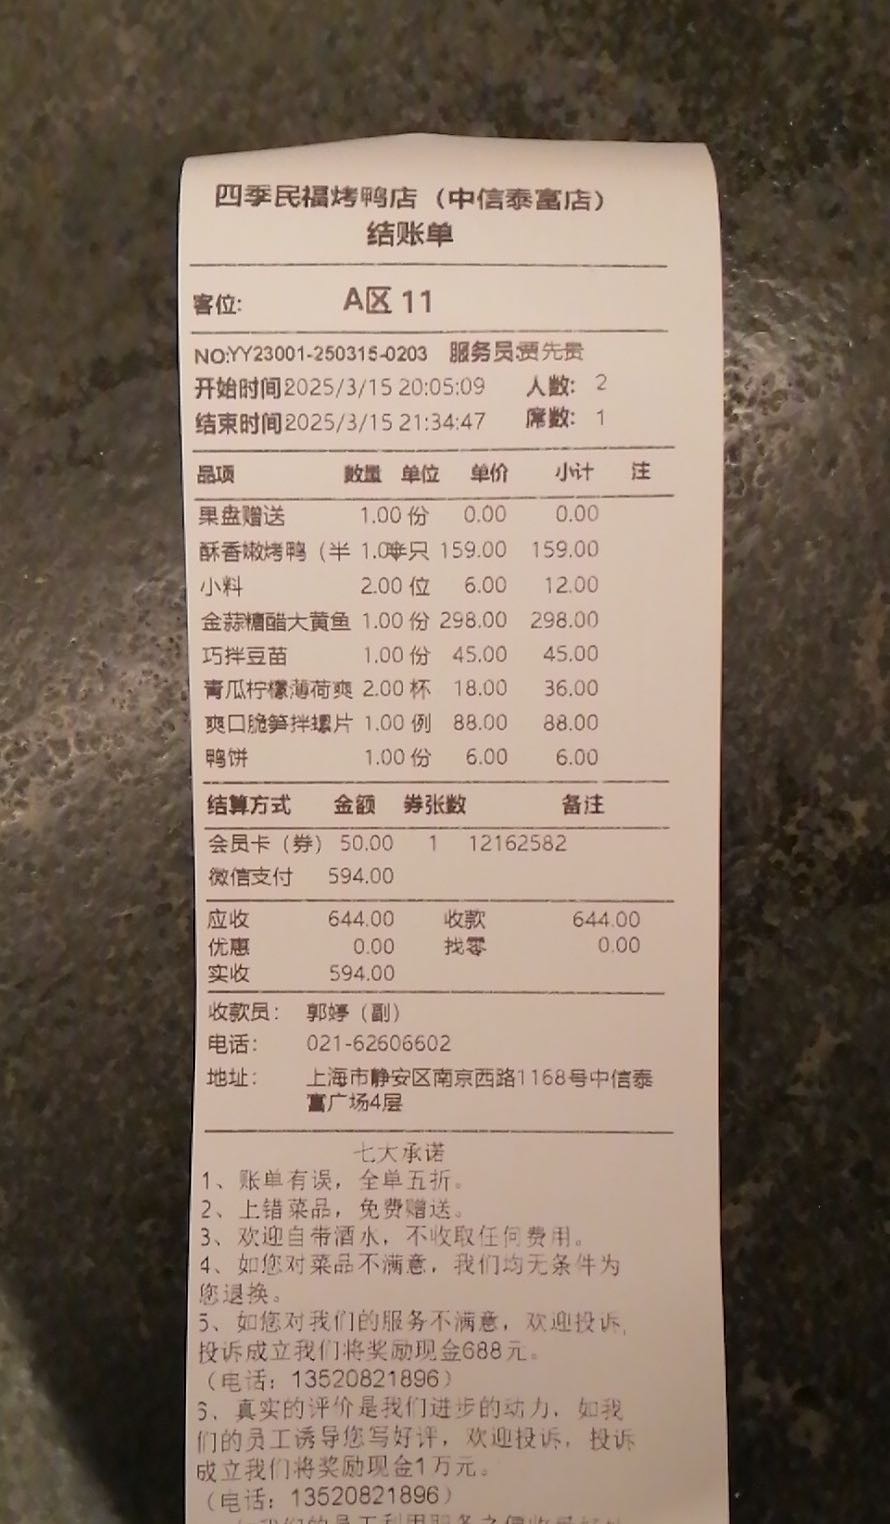 四季民福烤鸭店（中信泰富店）
结账单
客位: A区 11
NO:YY23001-250315-0203 服务员:贾先贵
开始时间2025/3/15 20:05:09 人数: 2
结束时间2025/3/15 21:34:47 席数: 1
品项 数量 单位 单价 小计 注
果盘赠送 1.00 份 0.00 0.00
酥香嫩烤鸭（半 1.00半只 159.00 159.00
小料 2.00 位 6.00 12.00
金蒜糖醋大黄鱼 1.00 份 298.00 298.00
巧拌豆苗 1.00 份 45.00 45.00
青瓜柠檬薄荷爽 2.00 杯 18.00 36.00
爽口脆笋拌螺片 1.00 例 88.00 88.00
鸭饼 1.00 份 6.00 6.00
结算方式 金额 券张数 备注
会员卡（券） 50.00 1 12162582
微信支付 594.00
应收 644.00 收款 644.00
优惠 0.00 找零 0.00
实收 594.00
收款员: 郭婷（副）
电话: 021-62606602
地址: 上海市静安区南京西路1168号中信泰
富广场4层
七大承诺
1、账单有误，全单五折。
2、上错菜品，免费赠送。
3、欢迎自带酒水，不收取任何费用。
4、如您对菜品不满意，我们均无条件为
您退换。
5、如您对我们的服务不满意，欢迎投诉,
投诉成立我们将奖励现金688元。
（电话：13520821896）
6、真实的评价是我们进步的动力，如我
们的员工诱导您写好评，欢迎投诉，投诉
成立我们将奖励现金1万元。
（电话：13520821896）